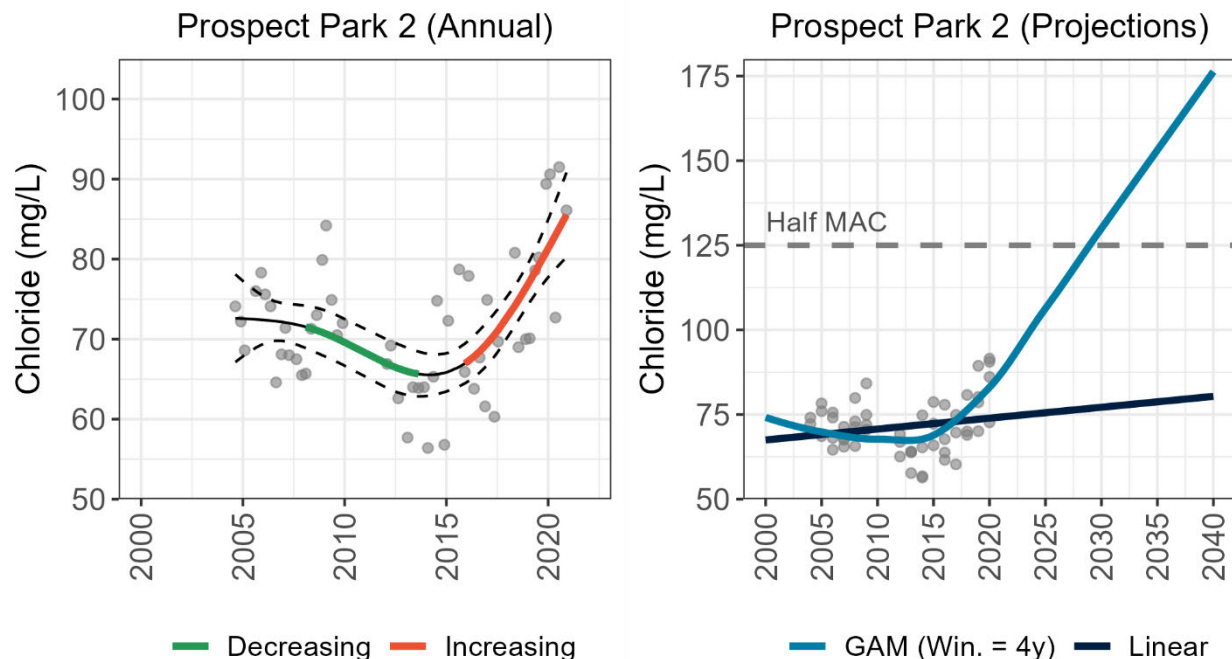 Prospect Park 2 (Annual)
Chloride (mg/L)
100
90
80
70
60
50
2000
2005
2010
2015
2020
Decreasing
Increasing
Prospect Park 2 (Projections)
Chloride (mg/L)
175
150
125
100
75
50
Half MAC
2000
2005
2010
2015
2020
2025
2030
2035
2040
GAM (Win. = 4y)
Linear